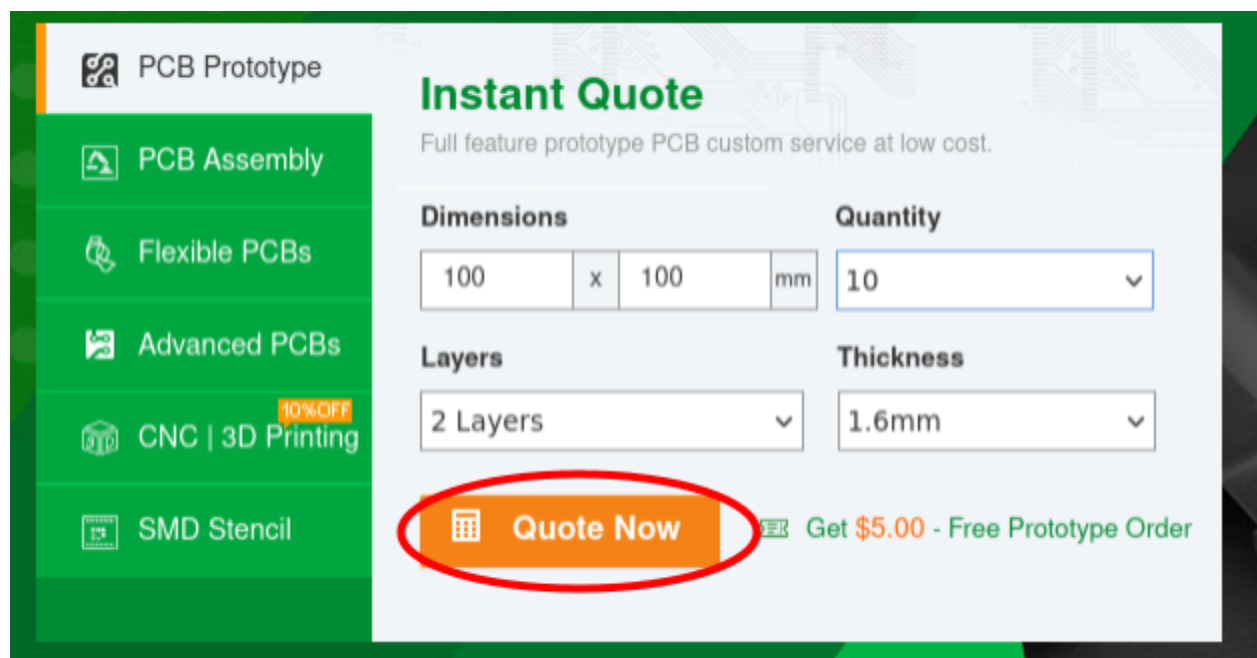 PCB Prototype
PCB Assembly
Flexible PCBs
Advanced PCBs
10%OFF
CNC | 3D Printing
SMD Stencil
Instant Quote
Full feature prototype PCB custom service at low cost.
Dimensions
100 x 100 mm
Quantity
10
Layers
2 Layers
Thickness
1.6mm
Quote Now
Get $5.00 - Free Prototype Order